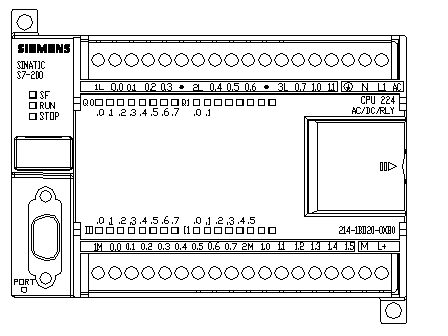 SIEMENS
SIMATIC
S7-200
SF
RUN
STOP
1L 0.0 0.1 0.2 0.3 • 2L 0.4 0.5 0.6 • 3L 0.7 1.0 1.1 N L1 AC
Q0 Q1
CPU 224
AC/DC/RLY
.0 .1 .2 .3 .4 .5 .6 .7 .0 .1
.0 .1 .2 .3 .4 .5 .6 .7 .0 .1 .2 .3 .4 .5
I0 I1
214-1BD20-0XB0
1M 0.0 0.1 0.2 0.3 0.4 0.5 0.6 0.7 2M 1.0 1.1 1.2 1.3 1.4 1.5 M L+
PORT